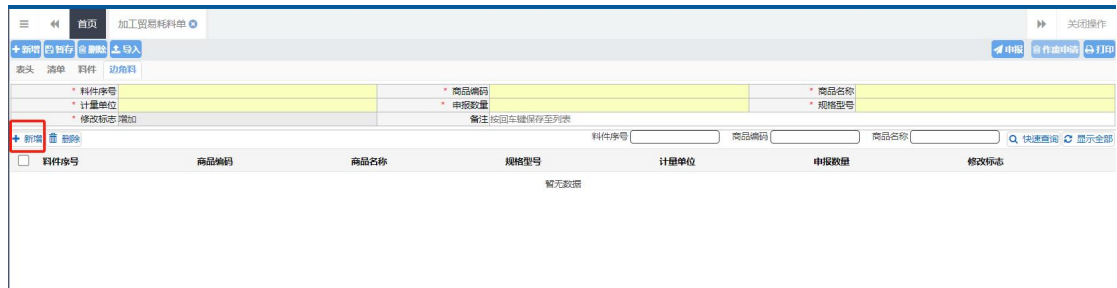 首页 加工贸易耗料单 关闭操作
新增 暂存 删除 导入 申报 作废申请 打印
表头 清单 料件 边角料
* 料件序号 * 商品编码 * 商品名称
* 计量单位 * 申报数量 * 规格型号
* 修改标志 增加 备注 按回车键保存至列表
新增 删除 料件序号 商品编码 商品名称 快速查询 显示全部
料件序号 商品编码 商品名称 规格型号 计量单位 申报数量 修改标志
暂无数据